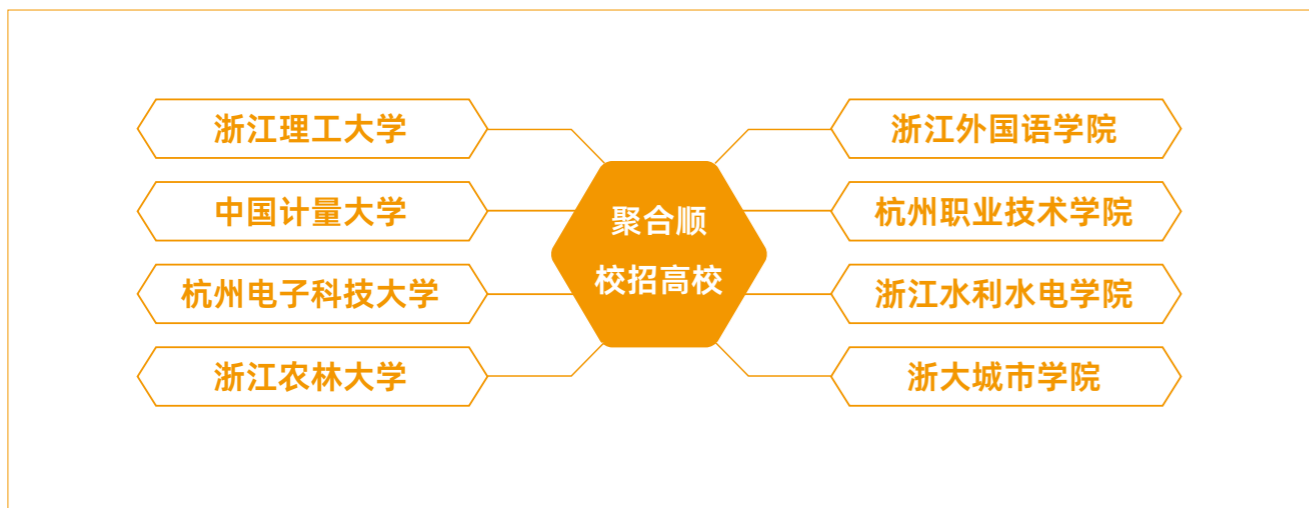 浙江理工大学
中国计量大学
杭州电子科技大学
浙江农林大学
聚合顺
校招高校
浙江外国语学院
杭州职业技术学院
浙江水利水电学院
浙大城市学院